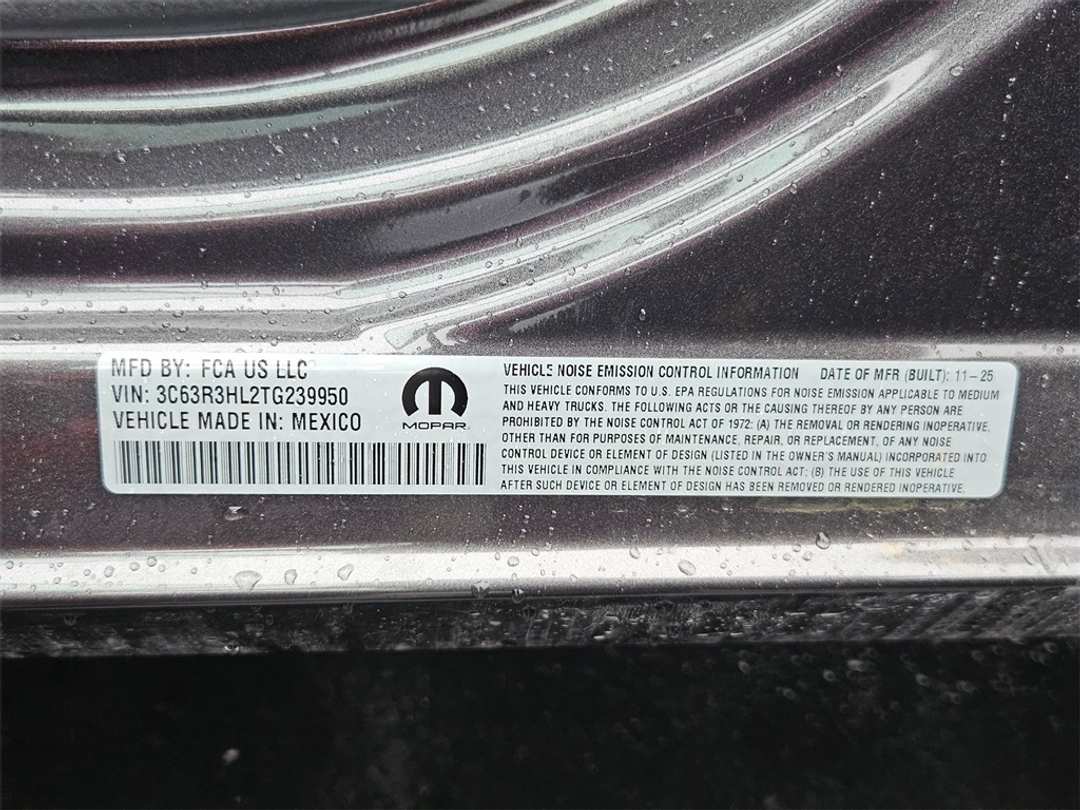 MFD BY: FCA US LLC
VIN: 3C63R3HL2TG239950
VEHICLE MADE IN: MEXICO
MOPAR
VEHICLE NOISE EMISSION CONTROL INFORMATION DATE OF MFR (BUILT): 11-25
THIS VEHICLE CONFORMS TO U.S. EPA REGULATIONS FOR NOISE EMISSION APPLICABLE TO MEDIUM
AND HEAVY TRUCKS. THE FOLLOWING ACTS OR THE CAUSING THEREOF BY ANY PERSON ARE
PROHIBITED BY THE NOISE CONTROL ACT OF 1972: (A) THE REMOVAL OR RENDERING INOPERATIVE,
OTHER THAN FOR PURPOSES OF MAINTENANCE, REPAIR, OR REPLACEMENT, OF ANY NOISE
CONTROL DEVICE OR ELEMENT OF DESIGN (LISTED IN THE OWNER'S MANUAL) INCORPORATED INTO
THIS VEHICLE IN COMPLIANCE WITH THE NOISE CONTROL ACT; (B) THE USE OF THIS VEHICLE
AFTER SUCH DEVICE OR ELEMENT OF DESIGN HAS BEEN REMOVED OR RENDERED INOPERATIVE.